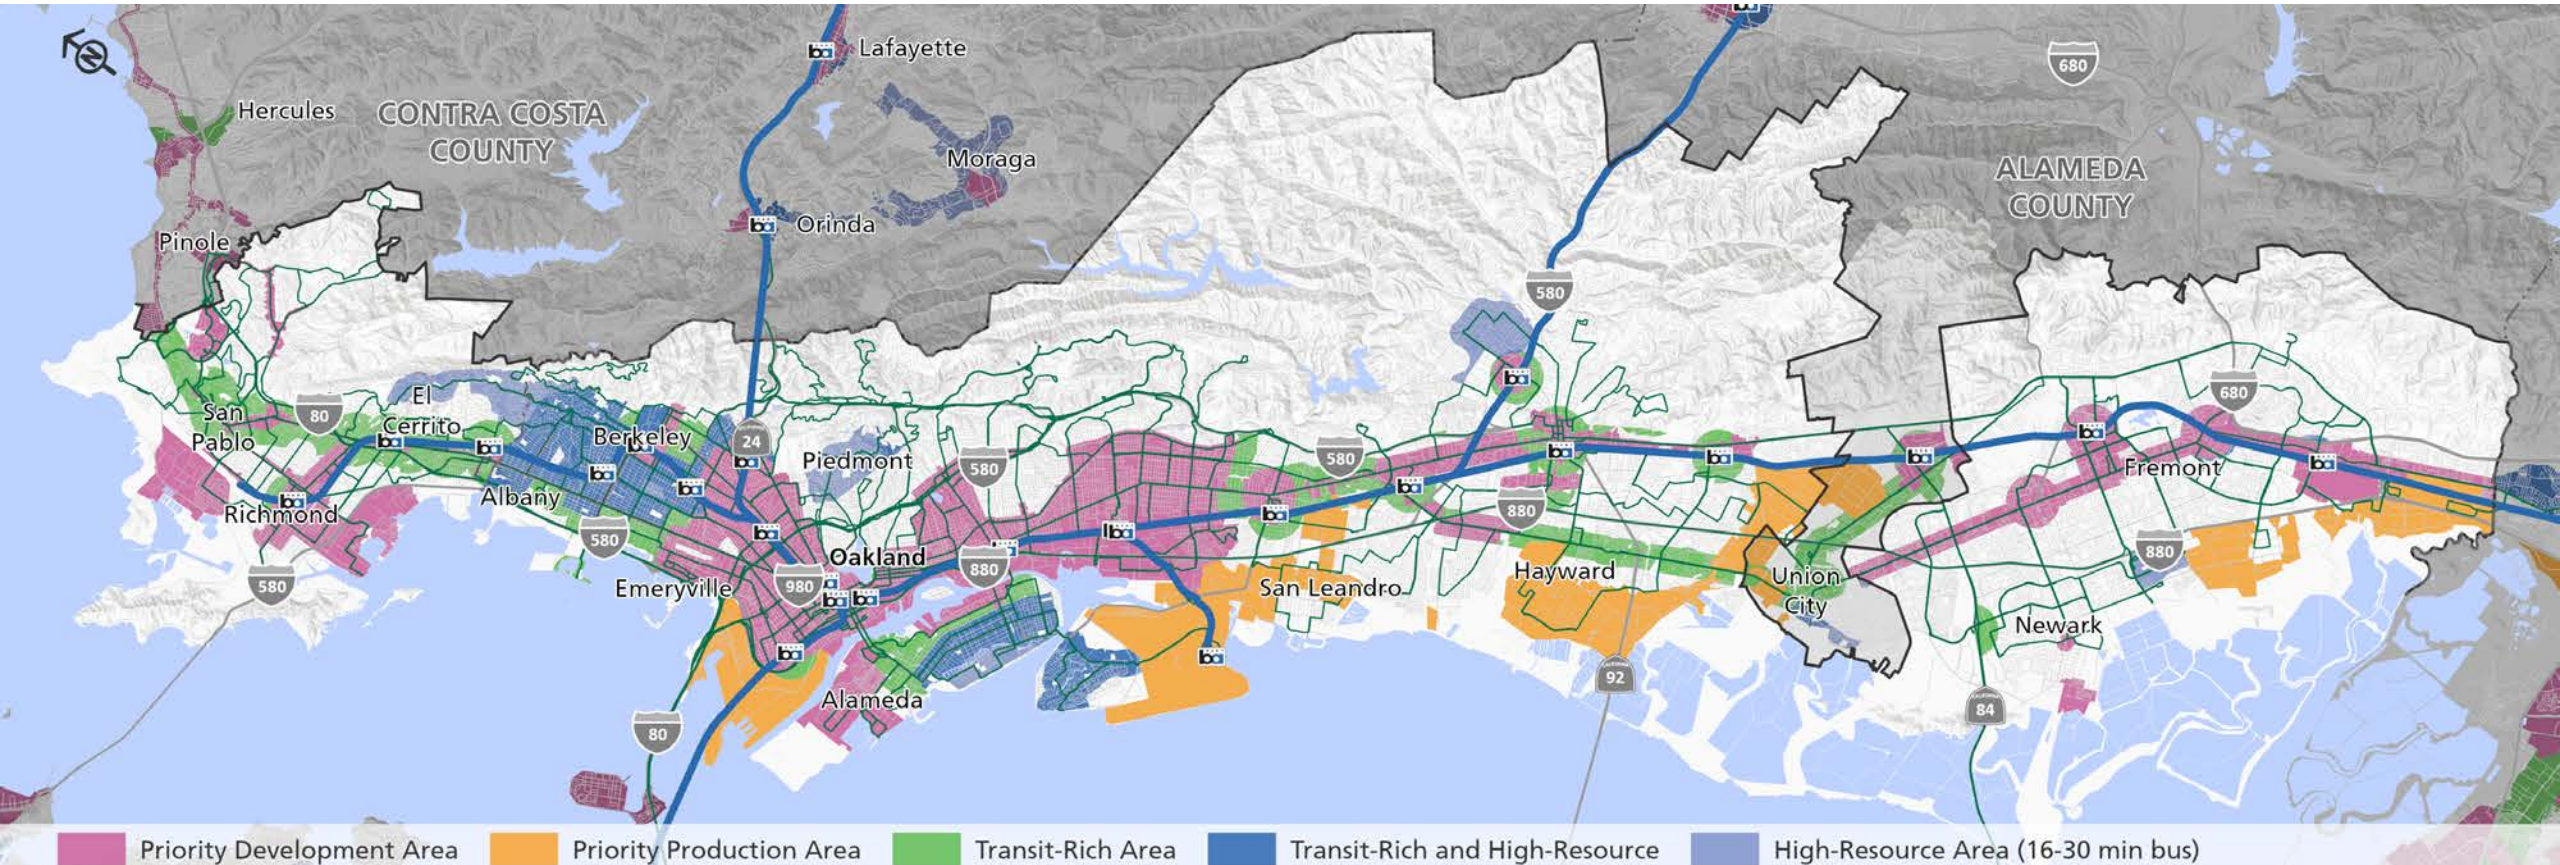 Lafayette
680
Hercules
CONTRA COSTA
COUNTY
Moraga
ALAMEDA
COUNTY
Orinda
Pinole
580
El
Cerrito
80
San
Pablo
Berkeley
24
Piedmont
580
580
680
Fremont
Albany
Richmond
880
580
Oakland
880
880
Emeryville
980
San Leandro
Hayward
Union
City
580
Newark
Alameda
92
84
80
Priority Development Area
Priority Production Area
Transit-Rich Area
Transit-Rich and High-Resource
High-Resource Area (16-30 min bus)